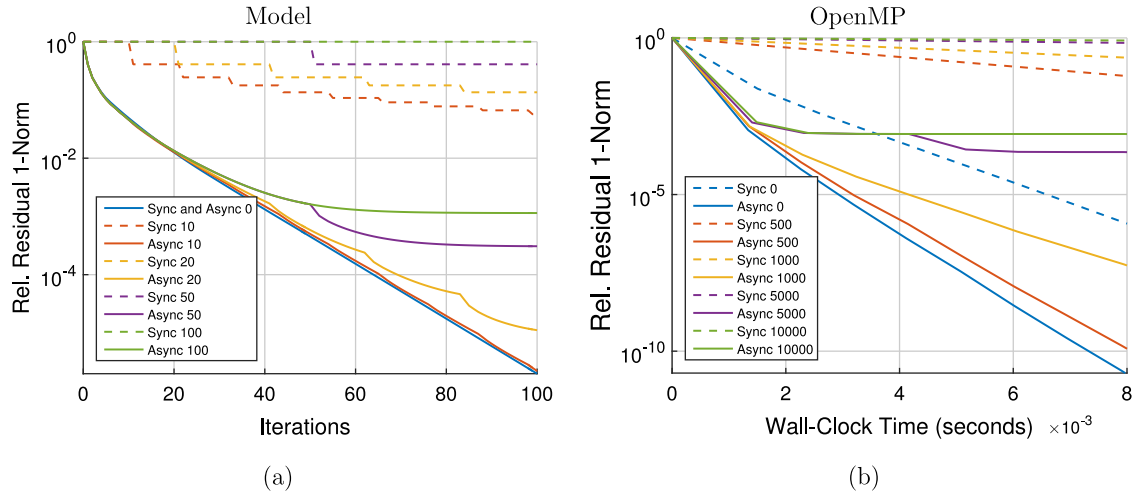 Model
Rel. Residual 1-Norm
10^0
10^-2
10^-4
0
20
40
60
80
100
Iterations
Sync and Async 0
Sync 10
Async 10
Sync 20
Async 20
Sync 50
Async 50
Sync 100
Async 100
(a)
OpenMP
Rel. Residual 1-Norm
10^0
10^-5
10^-10
0
2
4
6
8
Wall-Clock Time (seconds) ×10^-3
Sync 0
Async 0
Sync 500
Async 500
Sync 1000
Async 1000
Sync 5000
Async 5000
Sync 10000
Async 10000
(b)